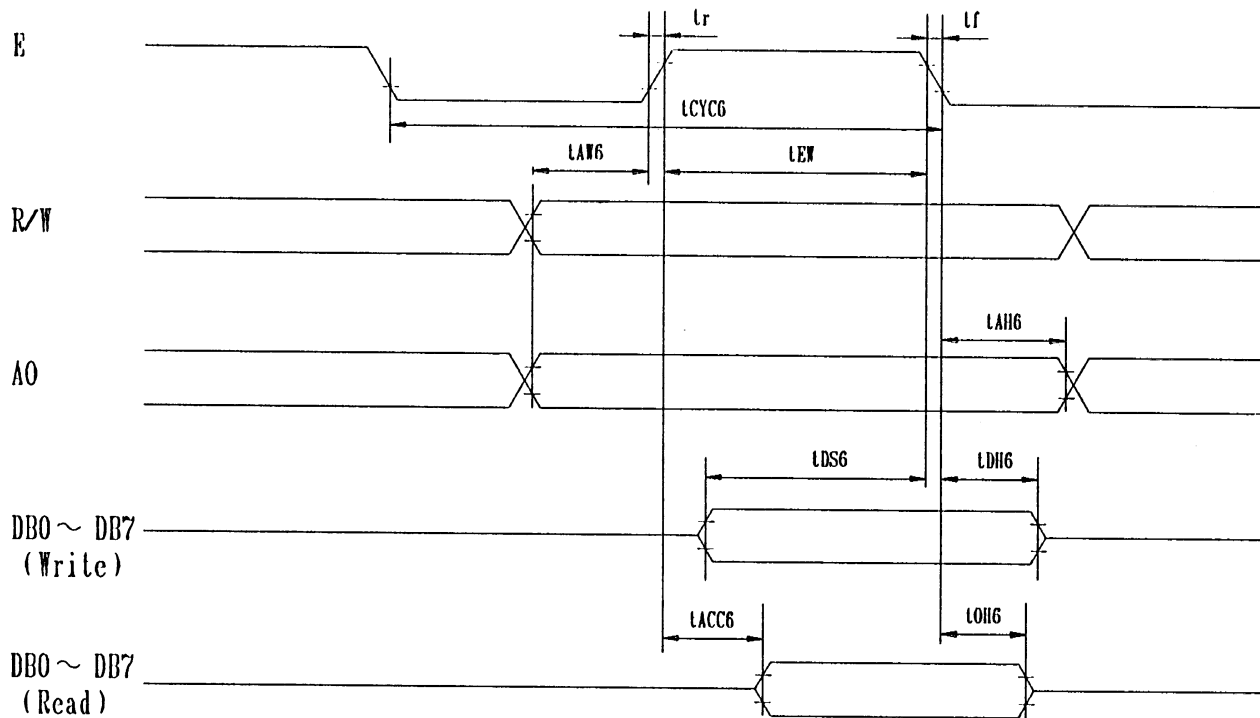 tr
tf
E
tCYC6
tAW6
tEW
R/W
tAH6
A0
tDS6
tDH6
DB0～ DB7
(Write)
tACC6
tOH6
DB0～ DB7
(Read)